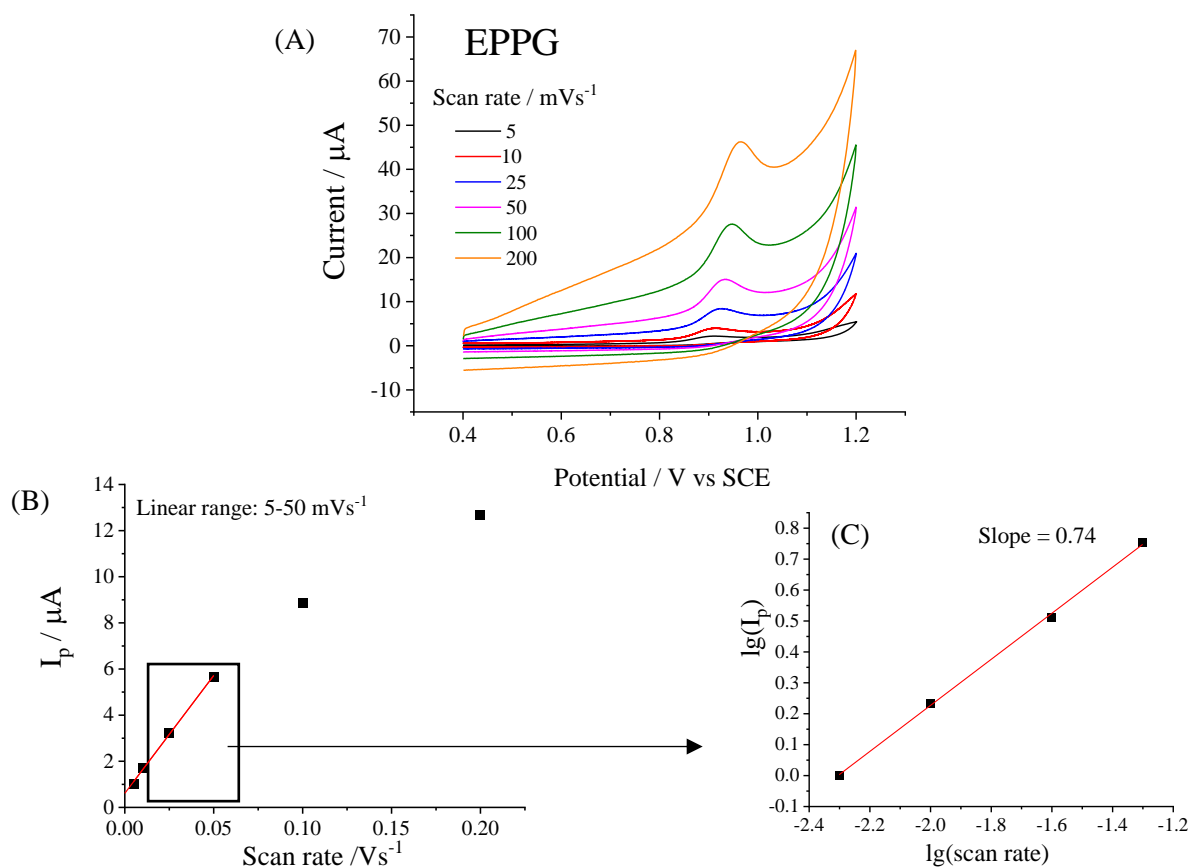 (A)
EPPG
Scan rate / mVs⁻¹
5
10
25
50
100
200
Current / μA
70
60
50
40
30
20
10
0
-10
0.4 0.6 0.8 1.0 1.2
Potential / V vs SCE
(B)
Linear range: 5-50 mVs⁻¹
Iₚ / μA
14
12
10
8
6
4
2
0
0.00 0.05 0.10 0.15 0.20
Scan rate /Vs⁻¹
(C)
Slope = 0.74
lg(Iₚ)
0.8
0.7
0.6
0.5
0.4
0.3
0.2
0.1
0.0
-0.1
-2.4 -2.2 -2.0 -1.8 -1.6 -1.4 -1.2
lg(scan rate)